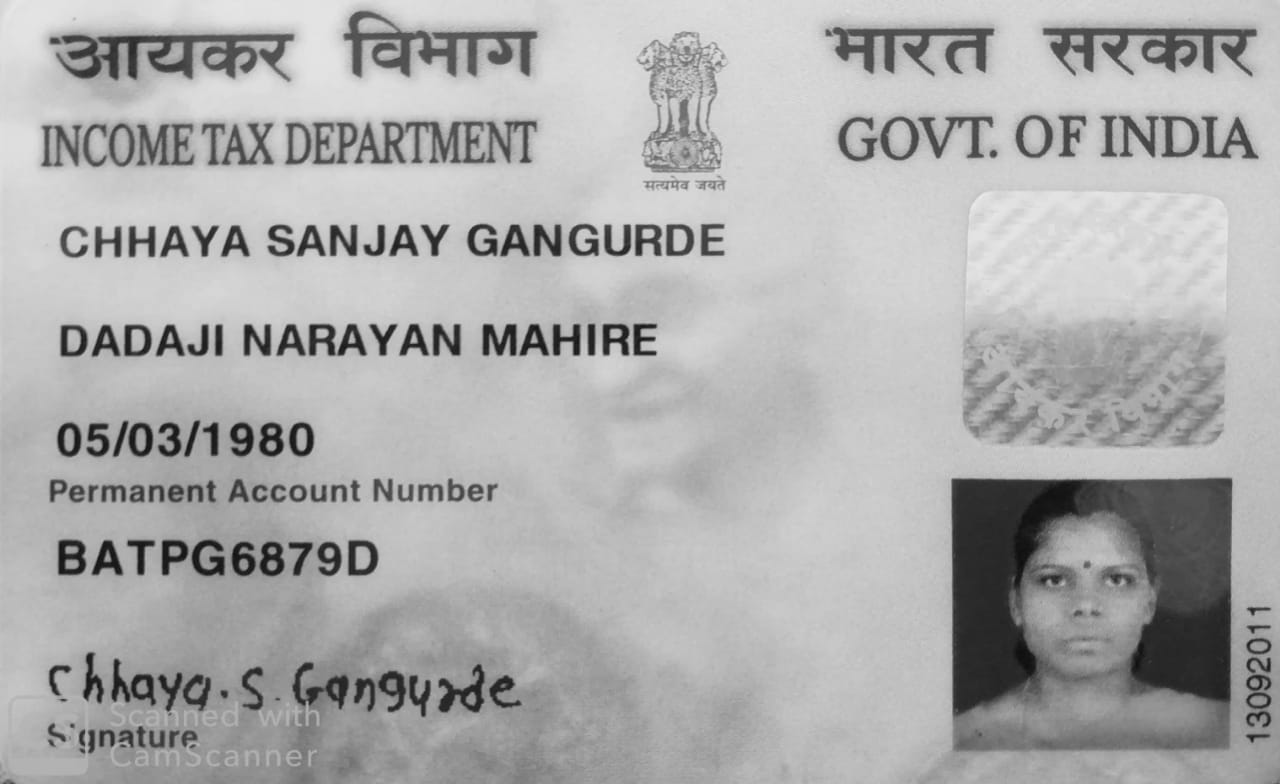 आयकर विभाग
INCOME TAX DEPARTMENT
सत्यमेव जयते
भारत सरकार
GOVT. OF INDIA
CHHAYA SANJAY GANGURDE
DADAJI NARAYAN MAHIRE
05/03/1980
Permanent Account Number
BATPG6879D
Chhaya. S. Gangurde
Signature
13092011
Scanned with
CamScanner